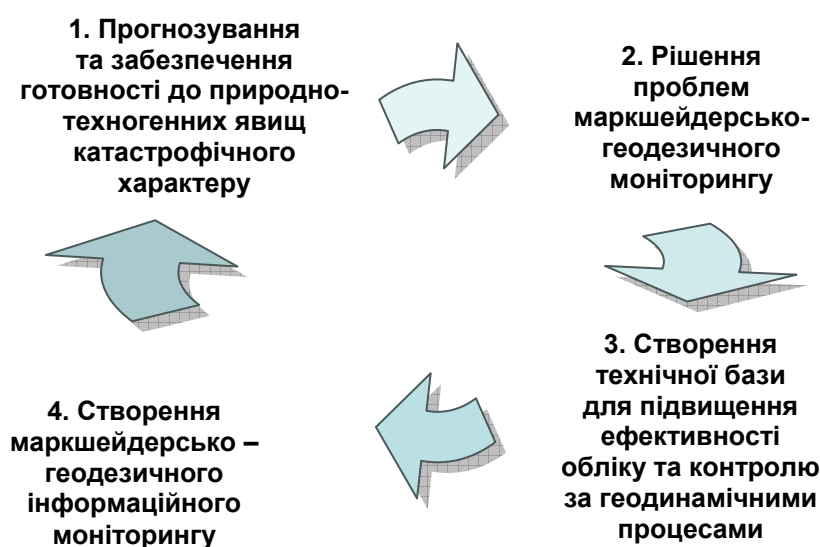 1. Прогнозування
та забезпечення
готовності до природно-
техногенних явищ
катастрофічного
характеру
2. Рішення
проблем
маркшейдерсько-
геодезичного
моніторингу
3. Створення
технічної бази
для підвищення
ефективності
обліку та контролю
за геодинамічними
процесами
4. Створення
маркшейдерсько –
геодезичного
інформаційного
моніторингу